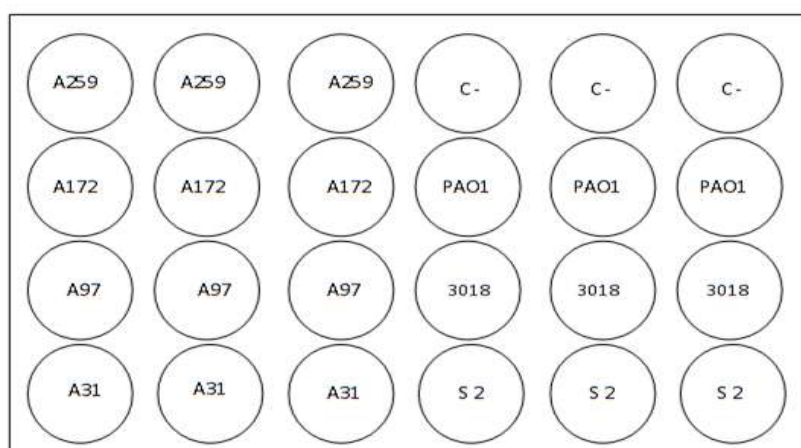 A259 A259 A259 C - C - C -
A172 A172 A172 PAO1 PAO1 PAO1
A97 A97 A97 3018 3018 3018
A31 A31 A31 S 2 S 2 S 2